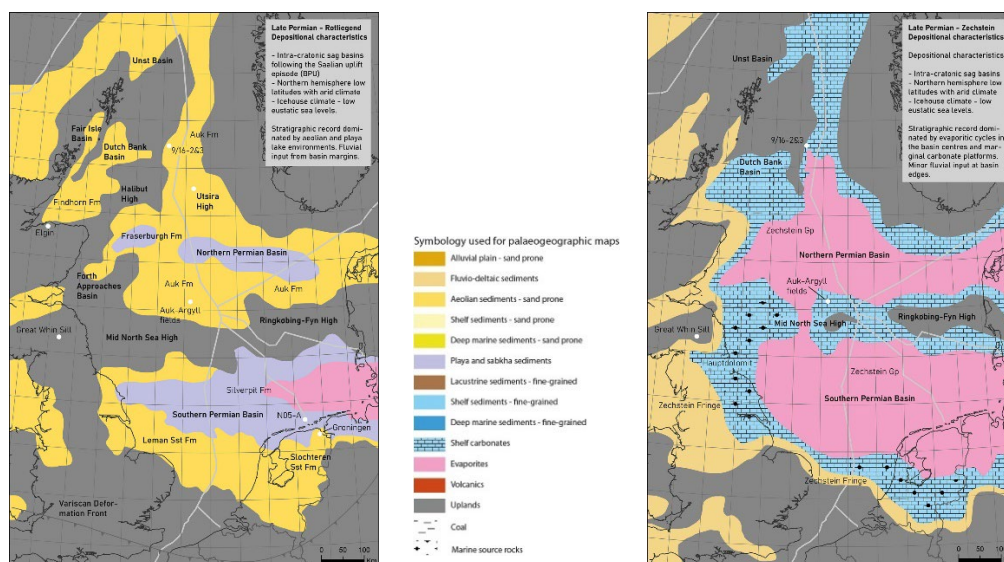 Late Permian - Rotliegend
Depositional characteristics
- Intra-cratonic sag basins
following the Saalian uplift
episode (BPU)
- Northern hemisphere low
latitudes with arid climate
- Icehouse climate - low
eustatic sea levels.
Stratigraphic record domi-
nated by aeolian and playa
lake environments. Fluvial
input from basin margins.
Unst Basin
Auk Fm
Fair Isle
Basin
9/16-2&3
Dutch Bank
Basin
Halibut
High
Utsira
High
Findhorn Fm
Elgin
Fraserburgh Fm
Northern Permian Basin
Forth
Approaches
Basin
Auk Fm
Auk Fm
Auk-Argyll
fields
Ringkobing-Fyn High
Great Whin Sill
Mid North Sea High
Silverpit Fm
Southern Permian Basin
N05-A
Groningen
Leman Sst Fm
Slochteren
Sst Fm
Variscan Defor-
mation Front
0 50 100
Km
Symbology used for palaeogeographic maps
Alluvial plain - sand prone
Fluvio-deltaic sediments
Aeolian sediments - sand prone
Shelf sediments - sand prone
Deep marine sediments - sand prone
Playa and sabkha sediments
Lacustrine sediments - fine-grained
Shelf sediments - fine-grained
Deep marine sediments - fine-grained
Shelf carbonates
Evaporites
Volcanics
Uplands
Coal
Marine source rocks
Late Permian - Zechstein
Depositional characteristics
Depositional characteristics
- Intra-cratonic sag basins
- Northern hemisphere low
latitudes with arid climate
- Icehouse climate - low
eustatic sea levels.
Stratigraphic record domi-
nated by evaporitic cycles in
the basin centres and mar-
ginal carbonate platforms.
Minor fluvial input at basin
edges.
Unst Basin
9/16-2&3
Dutch Bank
Basin
Zechstein Gp
Northern Permian Basin
Auk-Argyll
fields
Great Whin Sill
Mid North Sea High
Ringkobing-Fyn High
Hauptdolomit
Zechstein Gp
Zechstein Fringe
Southern Permian Basin
Zechstein Fringe
0 50 100